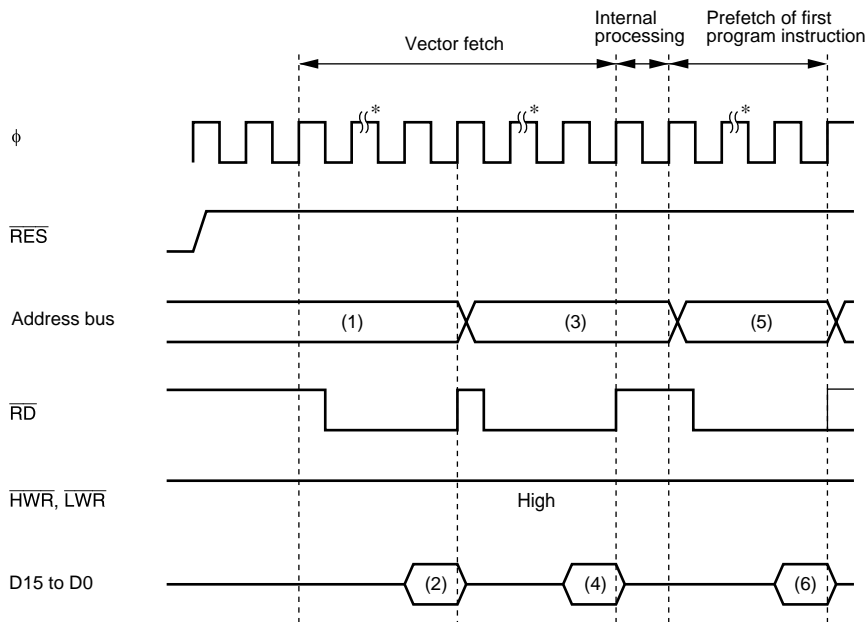 Vector fetch
Internal
processing
Prefetch of first
program instruction
ϕ
*
*
*
RES
Address bus
(1)
(3)
(5)
RD
HWR, LWR
High
D15 to D0
(2)
(4)
(6)